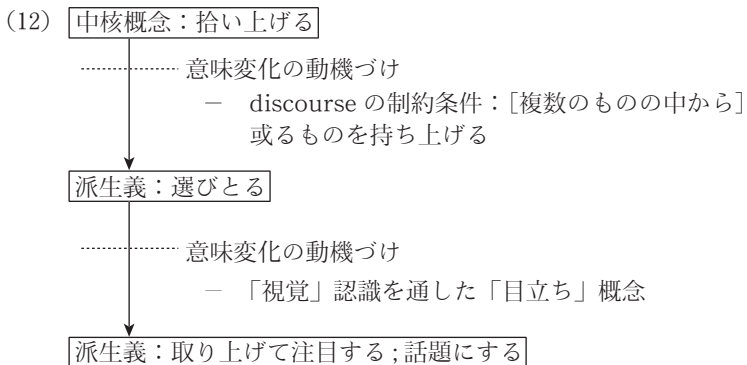 (12) 中核概念：拾い上げる
意味変化の動機づけ
－ discourse の制約条件：[複数のものの中から]
或るものを持ち上げる
派生義：選びとる
意味変化の動機づけ
－ 「視覚」認識を通した「目立ち」概念
派生義：取り上げて注目する；話題にする